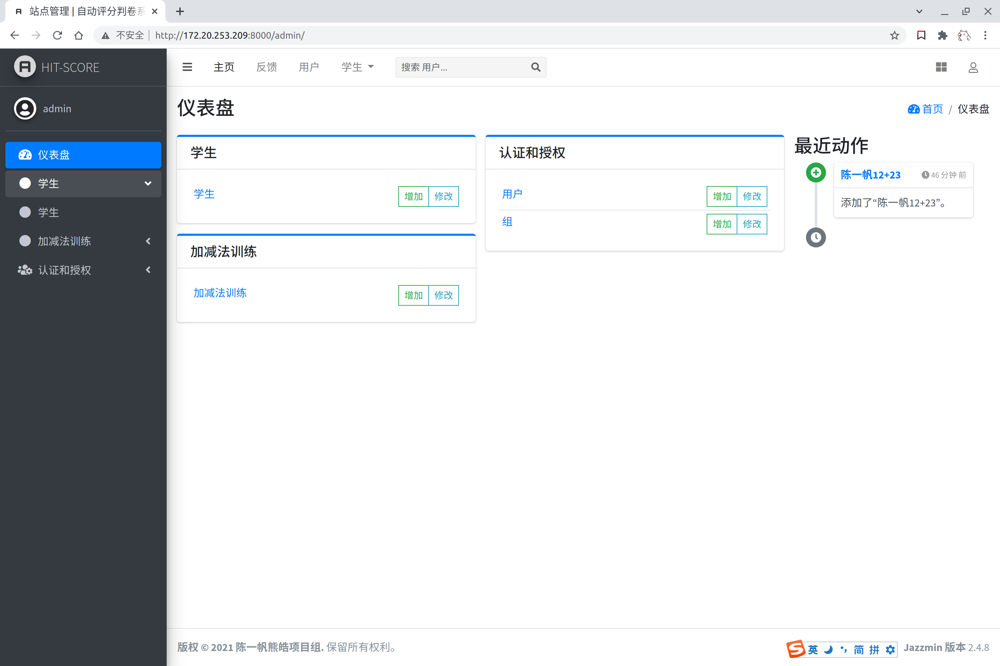 站点管理 | 自动评分判卷系
不安全 | http://172.20.253.209:8000/admin/
HIT-SCORE
主页 反馈 用户 学生
搜索 用户...
admin
仪表盘
首页 / 仪表盘
仪表盘
学生
学生
加减法训练
认证和授权
学生
学生 增加 修改
加减法训练
加减法训练 增加 修改
认证和授权
用户 增加 修改
组 增加 修改
最近动作
陈一帆12+23 46 分钟 前
添加了“陈一帆12+23”。
版权 © 2021 陈一帆熊皓项目组. 保留所有权利。
英 简 拼
Jazzmin 版本 2.4.8